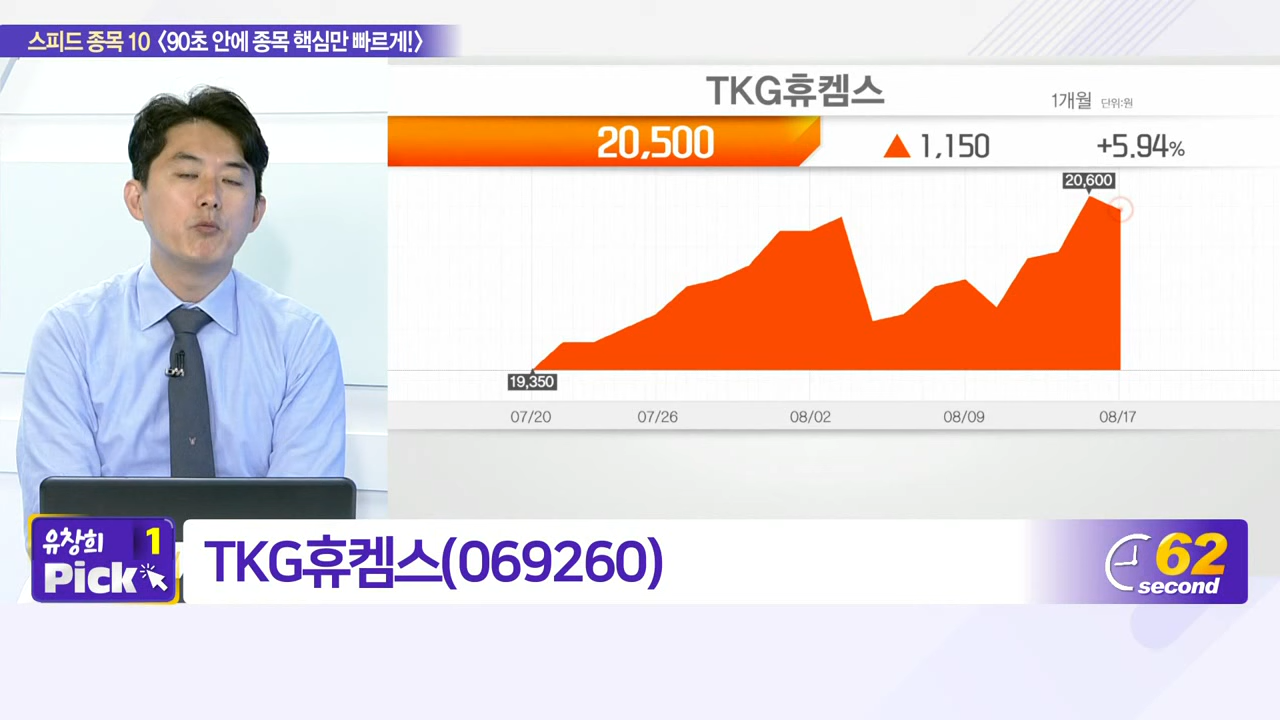 스피드 종목 10 <90초 안에 종목 핵심만 빠르게!>
TKG휴켐스
1개월 단위:원
20,500 ▲ 1,150 +5.94%
20,600
19,350
07/20 07/26 08/02 08/09 08/17
유창희 1
Pick
TKG휴켐스(069260)
62
second